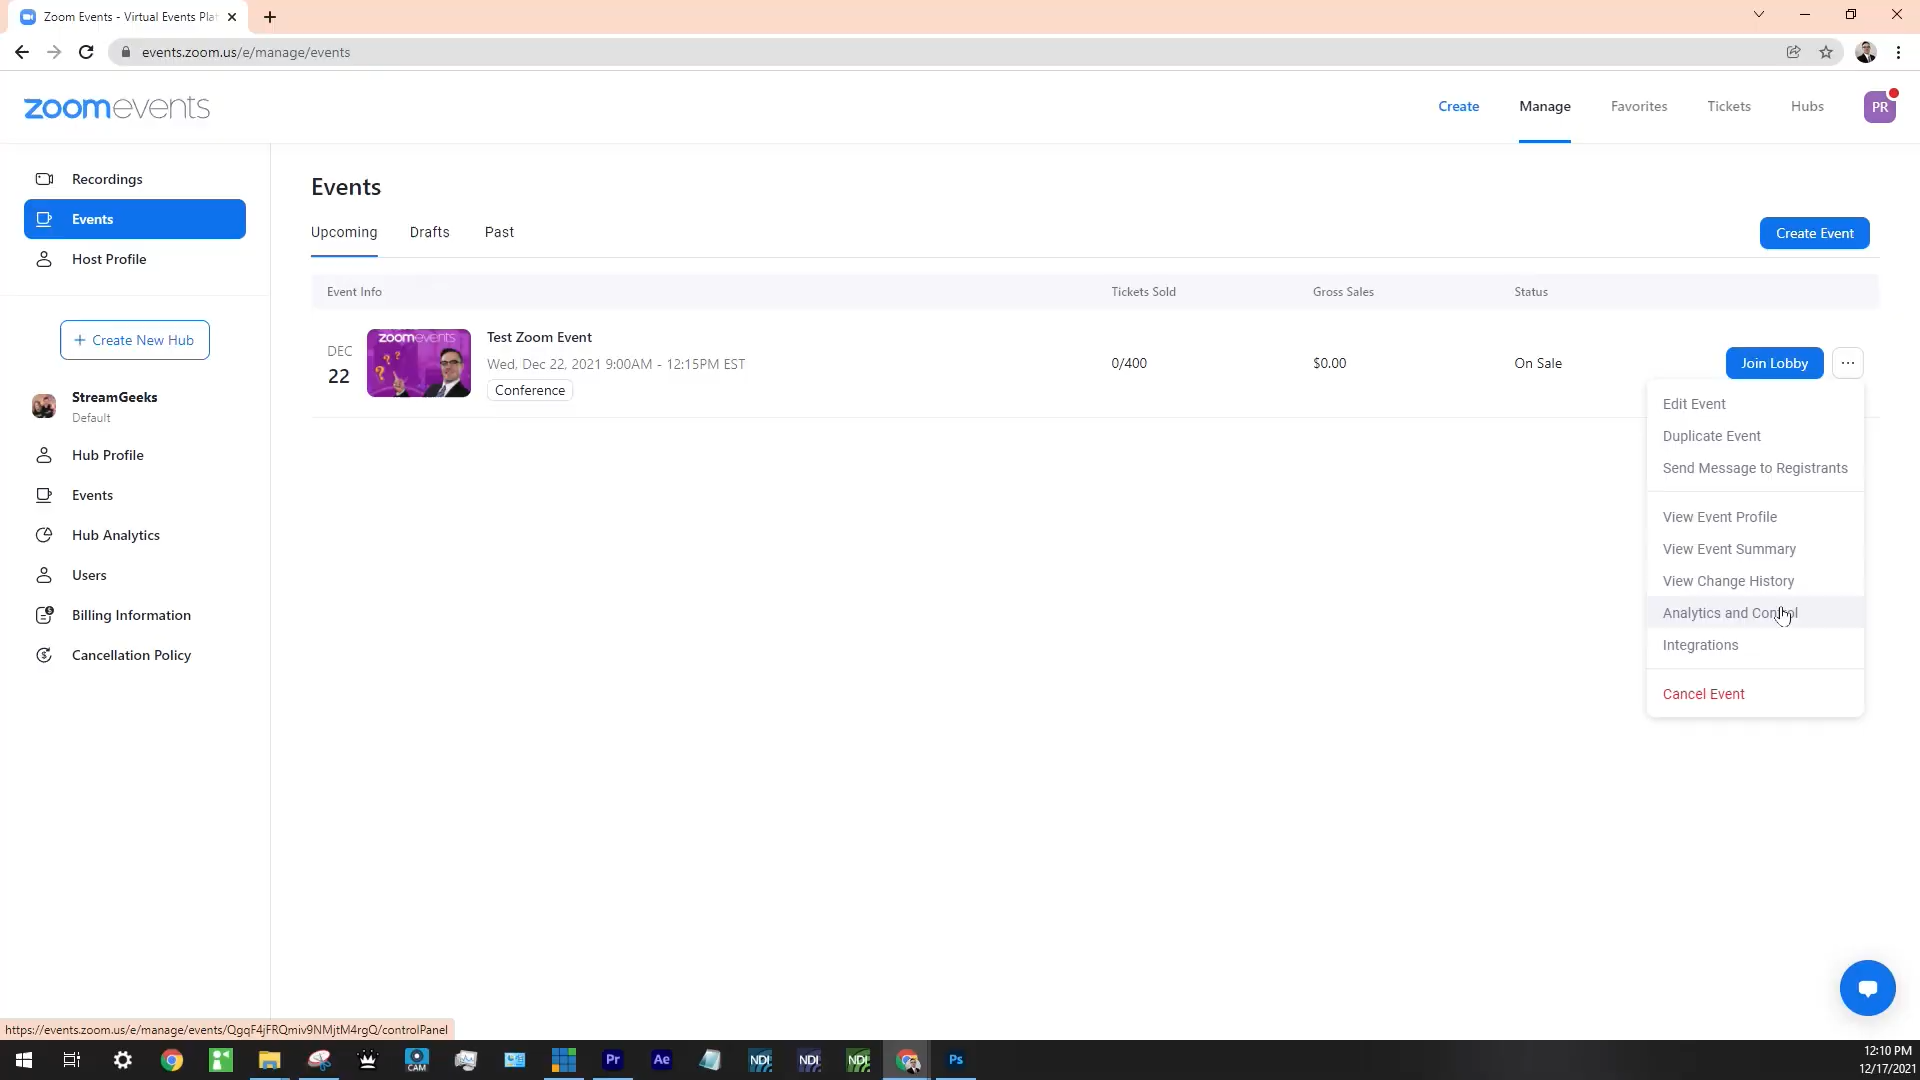 Zoom Events - Virtual Events Pla
events.zoom.us/e/manage/events
zoomevents
Create
Manage
Favorites
Tickets
Hubs
PR
Recordings
Events
Host Profile
+ Create New Hub
StreamGeeks
Default
Hub Profile
Events
Hub Analytics
Users
Billing Information
Cancellation Policy
Events
Upcoming
Drafts
Past
Create Event
Event Info
Tickets Sold
Gross Sales
Status
DEC
22
zoomevents
Test Zoom Event
Wed, Dec 22, 2021 9:00AM - 12:15PM EST
Conference
0/400
$0.00
On Sale
Join Lobby
Edit Event
Duplicate Event
Send Message to Registrants
View Event Profile
View Event Summary
View Change History
Analytics and Control
Integrations
Cancel Event
https://events.zoom.us/e/manage/events/QgqF4jFRQmiv9NMjtM4rgQ/controlPanel
CAM
Pr
Ae
NDI
NDI
NDI
Ps
12:10 PM
12/17/2021